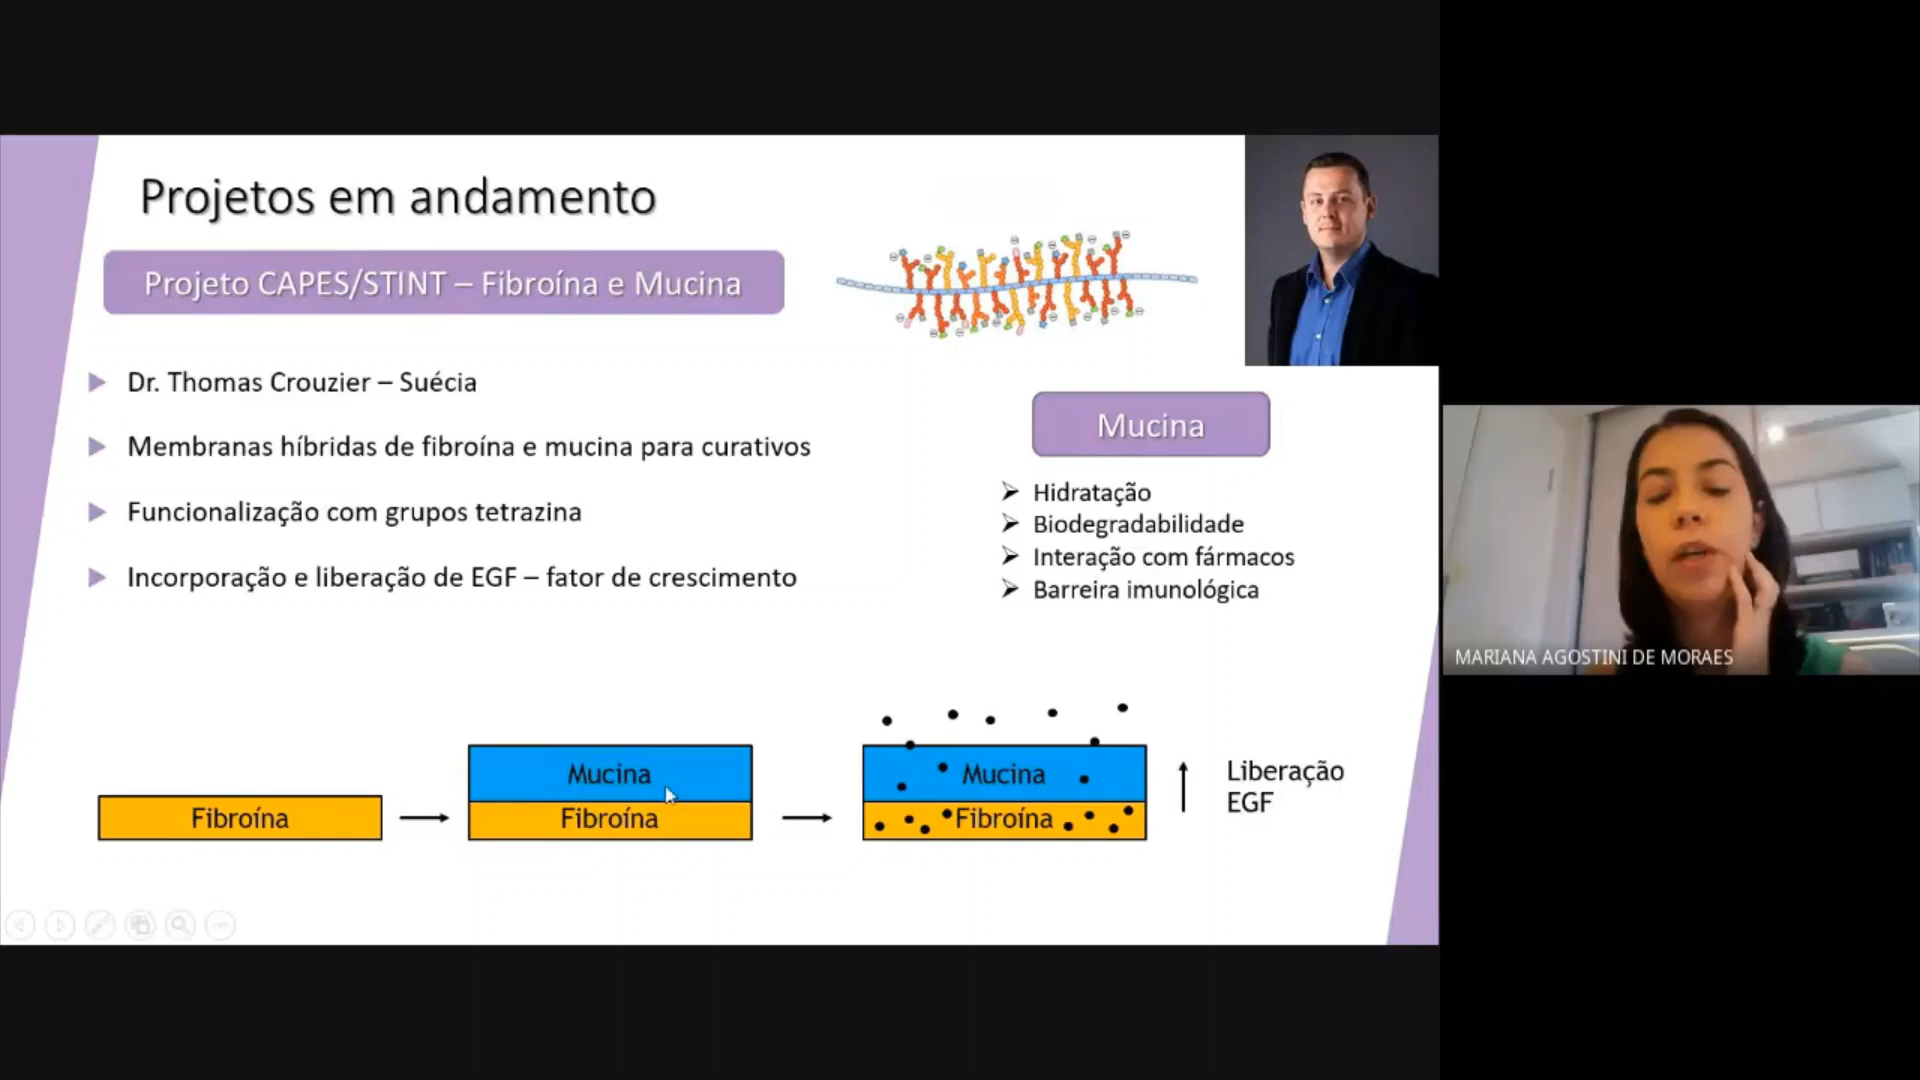 Projetos em andamento
Projeto CAPES/STINT – Fibroína e Mucina
Dr. Thomas Crouzier – Suécia
Membranas híbridas de fibroína e mucina para curativos
Funcionalização com grupos tetrazina
Incorporação e liberação de EGF – fator de crescimento
Mucina
Hidratação
Biodegradabilidade
Interação com fármacos
Barreira imunológica
MARIANA AGOSTINI DE MORAES
Fibroína
Mucina
Fibroína
Mucina
Fibroína
Liberação
EGF